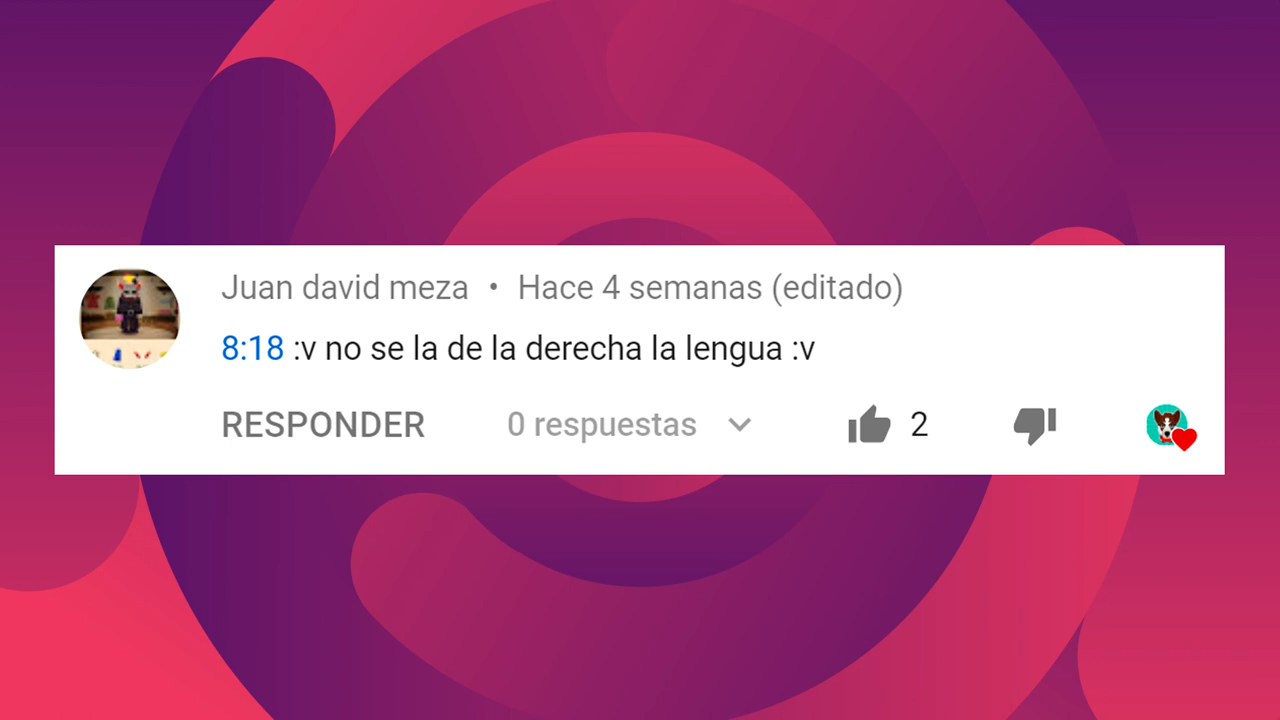 Juan david meza • Hace 4 semanas (editado)
8:18 :v no se la de la derecha la lengua :v
RESPONDER 0 respuestas 2